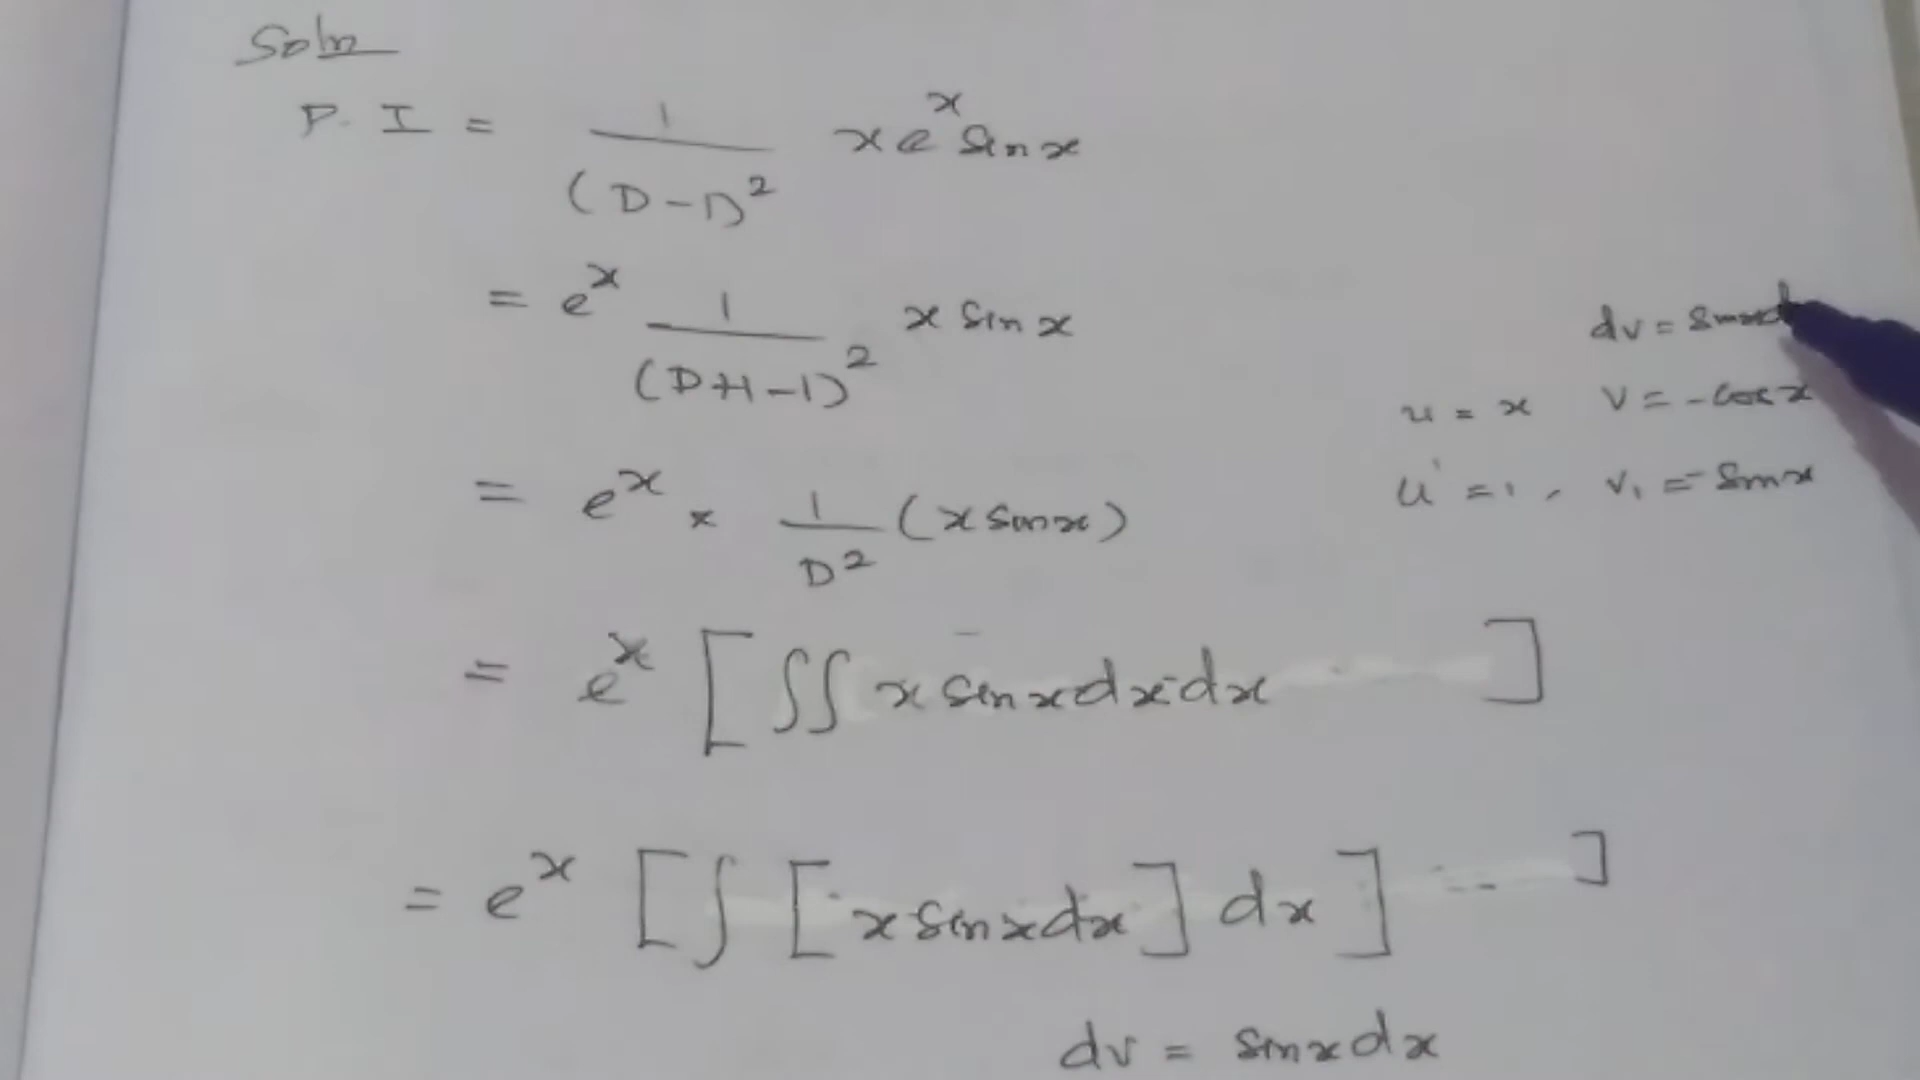 Soln
P. I = 1/(D-1)² x e^x sin x
= e^x 1/(D+1-1)² x sin x
dv = sin x d
u = x v = -cos x
= e^x × 1/D² (x sin x)
u' = 1, v₁ = -sin x
= e^x [∫∫ x sin x dx dx ]
= e^x [∫ [x sin x dx] dx] ]
dv = sin x dx